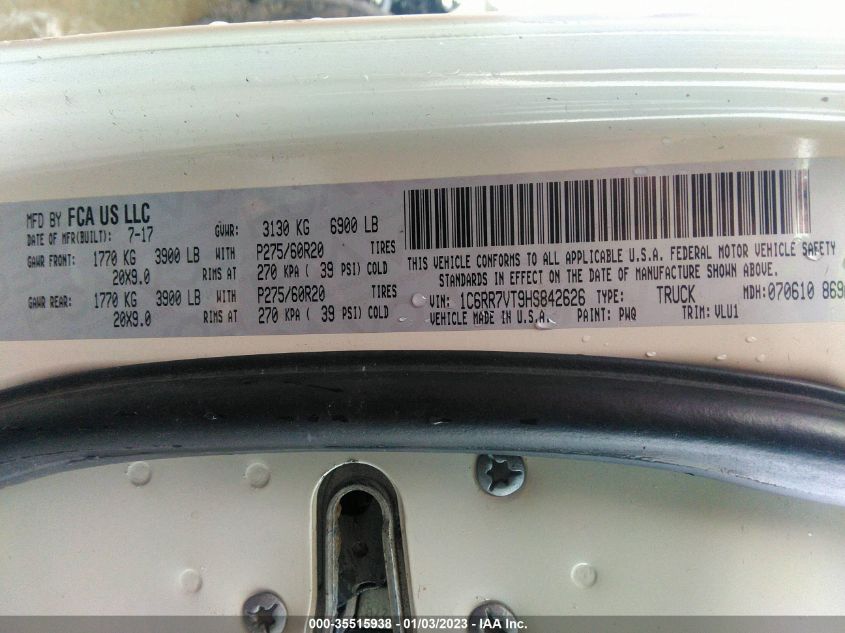 MFD BY FCA US LLC
DATE OF MFR(BUILT): 7-17 GVWR: 3130 KG 6900 LB
GAWR FRONT: 1770 KG 3900 LB WITH P275/60R20 TIRES
20X9.0 RIMS AT 270 KPA ( 39 PSI) COLD
GAWR REAR: 1770 KG 3900 LB WITH P275/60R20 TIRES
20X9.0 RIMS AT 270 KPA ( 39 PSI) COLD
THIS VEHICLE CONFORMS TO ALL APPLICABLE U.S.A. FEDERAL MOTOR VEHICLE SAFETY
STANDARDS IN EFFECT ON THE DATE OF MANUFACTURE SHOWN ABOVE.
VIN: 1C6RR7VT9HS842626 TYPE: TRUCK MDH: 070610
VEHICLE MADE IN U.S.A. PAINT: PWQ TRIM: VLU1
000-35515938 - 01/03/2023 - IAA Inc.